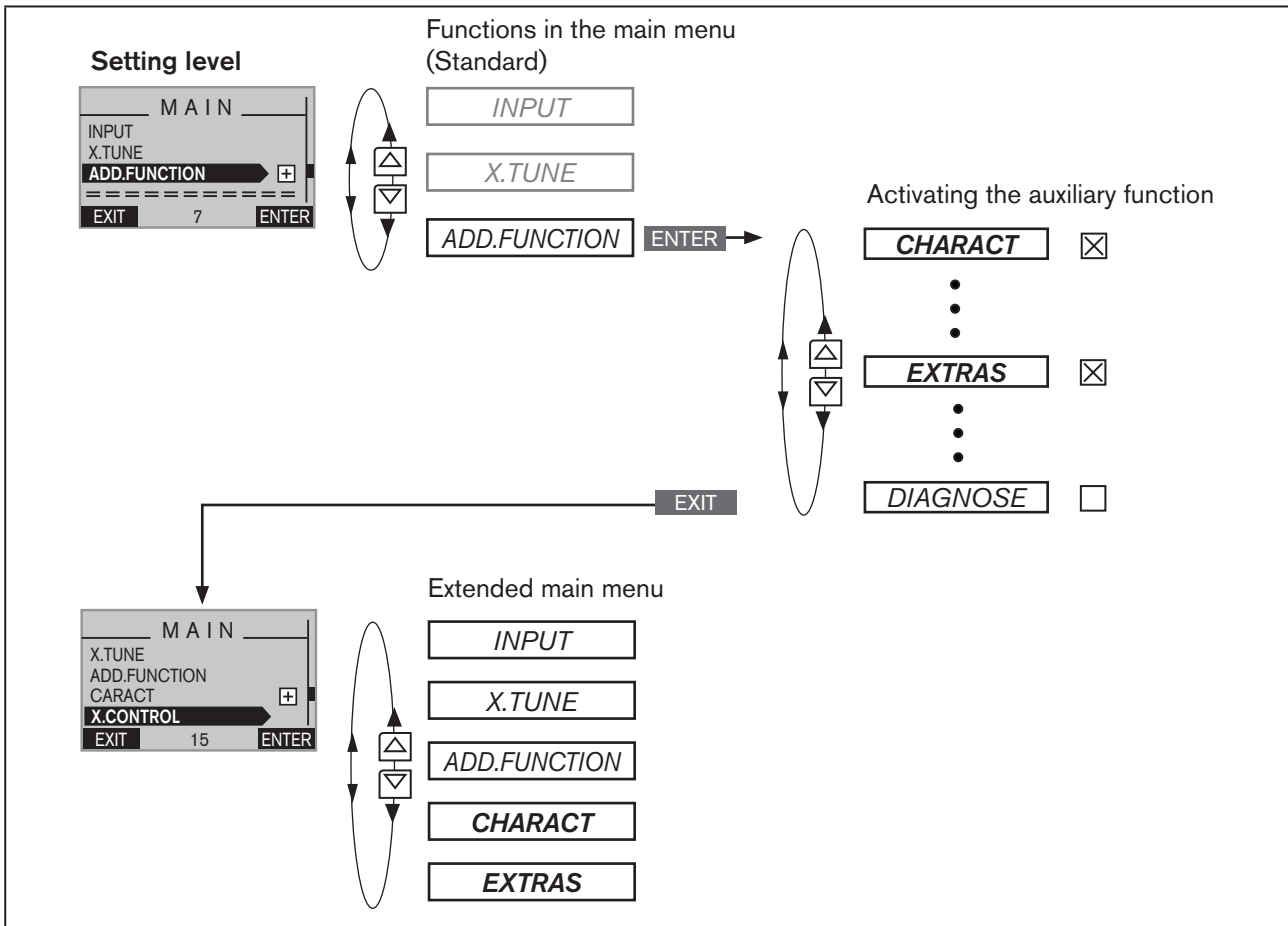 Setting level
MAIN
INPUT
X.TUNE
ADD.FUNCTION
============
EXIT 7 ENTER
Functions in the main menu
(Standard)
INPUT
X.TUNE
ADD.FUNCTION ENTER
Activating the auxiliary function
CHARACT
EXTRAS
DIAGNOSE
EXIT
MAIN
X.TUNE
ADD.FUNCTION
CARACT
X.CONTROL
EXIT 15 ENTER
Extended main menu
INPUT
X.TUNE
ADD.FUNCTION
CHARACT
EXTRAS